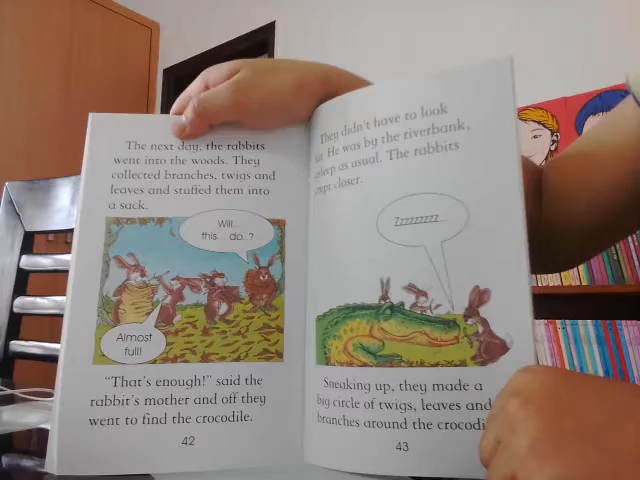 The next day, the rabbits
went into the woods. They
collected branches, twigs and
leaves and stuffed them into
a sack.
Will...
this... do..?
Almost
full!
"That's enough!" said the
rabbit's mother and off they
went to find the crocodile.
42
They didn't have to look
far. He was by the riverbank,
asleep as usual. The rabbits
crept closer.
Zzzzzzzzz...
Sneaking up, they made a
big circle of twigs, leaves and
branches around the crocodi
43